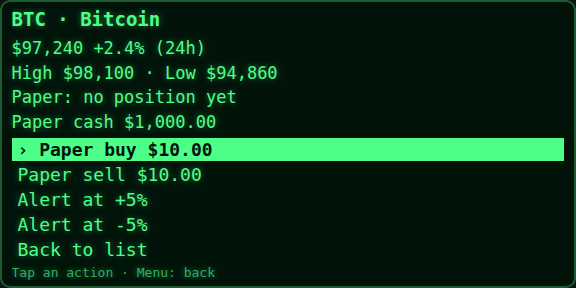 BTC · Bitcoin
$97,240 +2.4% (24h)
High $98,100 · Low $94,860
Paper: no position yet
Paper cash $1,000.00
› Paper buy $10.00
Paper sell $10.00
Alert at +5%
Alert at -5%
Back to list
Tap an action · Menu: back